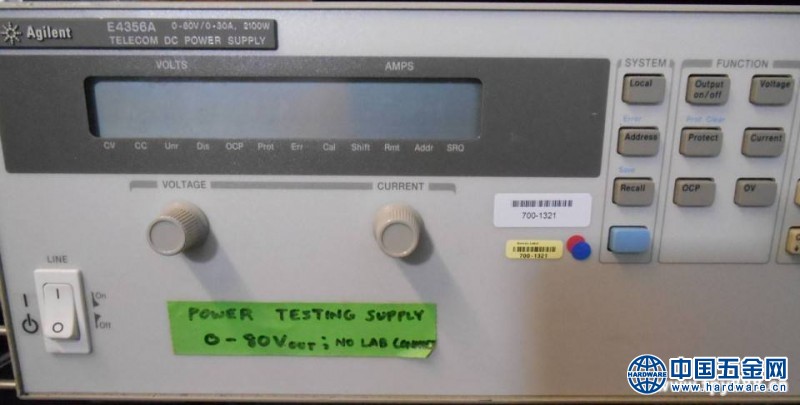 Agilent
E4356A 0-80V/0-30A, 2100W
TELECOM DC POWER SUPPLY
VOLTS AMPS
CV CC Unr Dis OCP Prot Err Cal Shift Rmt Addr SRQ
VOLTAGE CURRENT
SYSTEM FUNCTION
Local Output on/off Voltage
Error Prot Clear
Address Protect Current
Save
Recall OCP OV
700-1321
700-1321
LINE
On
Off
POWER TESTING SUPPLY
0-80Vout; NO LAB
HARDWARE
中国五金网
www.hardware.cn